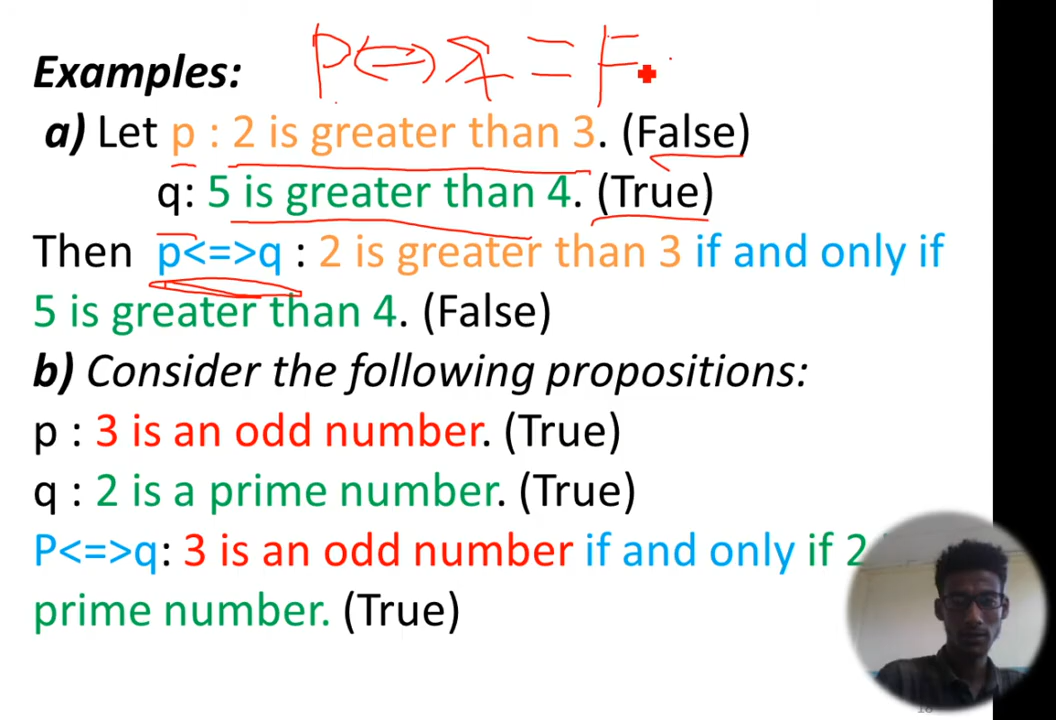 P<=>q = F
Examples:
a) Let p : 2 is greater than 3. (False)
q: 5 is greater than 4. (True)
Then p<=>q : 2 is greater than 3 if and only if
5 is greater than 4. (False)
b) Consider the following propositions:
p : 3 is an odd number. (True)
q : 2 is a prime number. (True)
P<=>q: 3 is an odd number if and only if 2
prime number. (True)